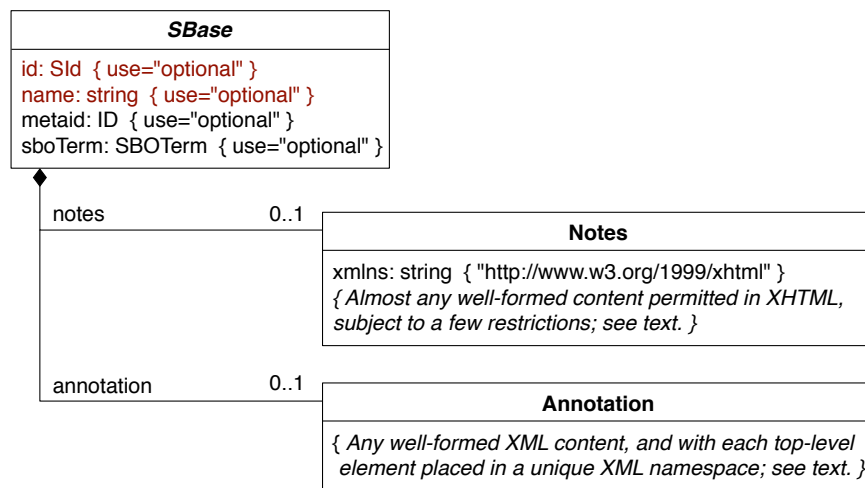 SBase
id: SId { use="optional" }
name: string { use="optional" }
metaid: ID { use="optional" }
sboTerm: SBOTerm { use="optional" }
notes 0..1
Notes
xmlns: string { "http://www.w3.org/1999/xhtml" }
{ Almost any well-formed content permitted in XHTML,
subject to a few restrictions; see text. }
annotation 0..1
Annotation
{ Any well-formed XML content, and with each top-level
element placed in a unique XML namespace; see text. }